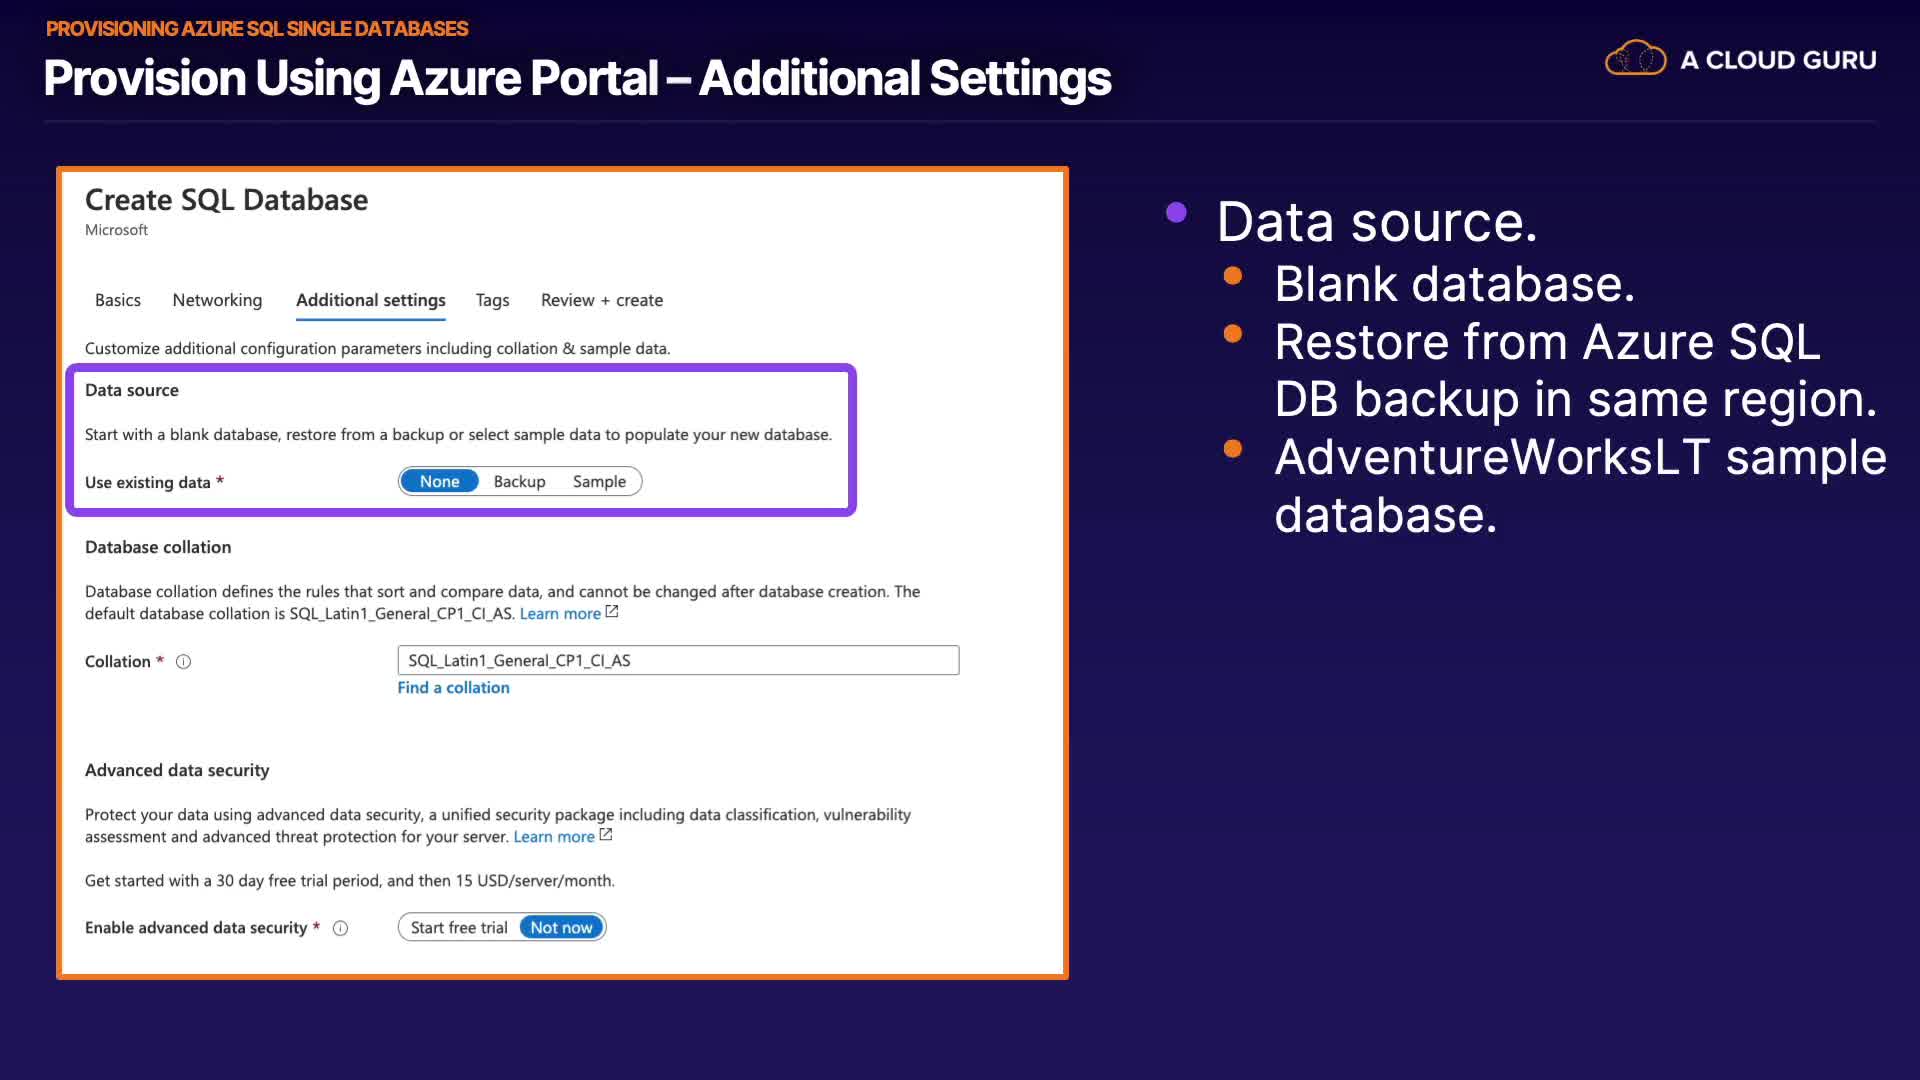 PROVISIONING AZURE SQL SINGLE DATABASES
Provision Using Azure Portal – Additional Settings
A CLOUD GURU
Create SQL Database
Microsoft
Basics Networking Additional settings Tags Review + create
Customize additional configuration parameters including collation & sample data.
Data source
Start with a blank database, restore from a backup or select sample data to populate your new database.
Use existing data * None Backup Sample
Database collation
Database collation defines the rules that sort and compare data, and cannot be changed after database creation. The
default database collation is SQL_Latin1_General_CP1_CI_AS. Learn more
Collation * SQL_Latin1_General_CP1_CI_AS
Find a collation
Advanced data security
Protect your data using advanced data security, a unified security package including data classification, vulnerability
assessment and advanced threat protection for your server. Learn more
Get started with a 30 day free trial period, and then 15 USD/server/month.
Enable advanced data security * Start free trial Not now
Data source.
Blank database.
Restore from Azure SQL
DB backup in same region.
AdventureWorksLT sample
database.